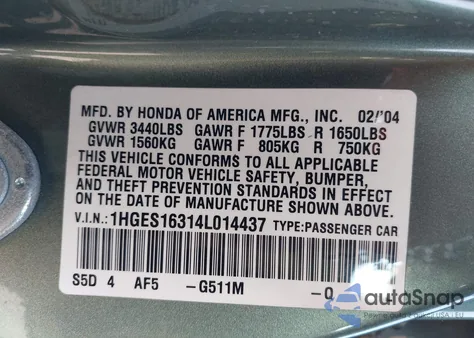 MFD. BY HONDA OF AMERICA MFG., INC. 02/'04
GVWR 3440LBS GAWR F 1775LBS R 1650LBS
GVWR 1560KG GAWR F 805KG R 750KG
THIS VEHICLE CONFORMS TO ALL APPLICABLE
FEDERAL MOTOR VEHICLE SAFETY, BUMPER,
AND THEFT PREVENTION STANDARDS IN EFFECT
ON THE DATE OF MANUFACTURE SHOWN ABOVE.
V.I.N.: 1HGES16314L014437 TYPE: PASSENGER CAR
S5D 4 AF5 -G511M -0
autoSnap